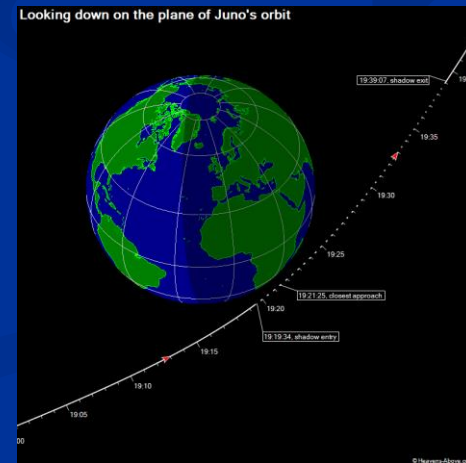 Looking down on the plane of Juno's orbit
19:39:07, shadow exit
19
19:35
19:30
19:25
19:21:25, closest approach
19:20
19:19:34, shadow entry
19:15
19:10
19:05
00
© Heavens-Above